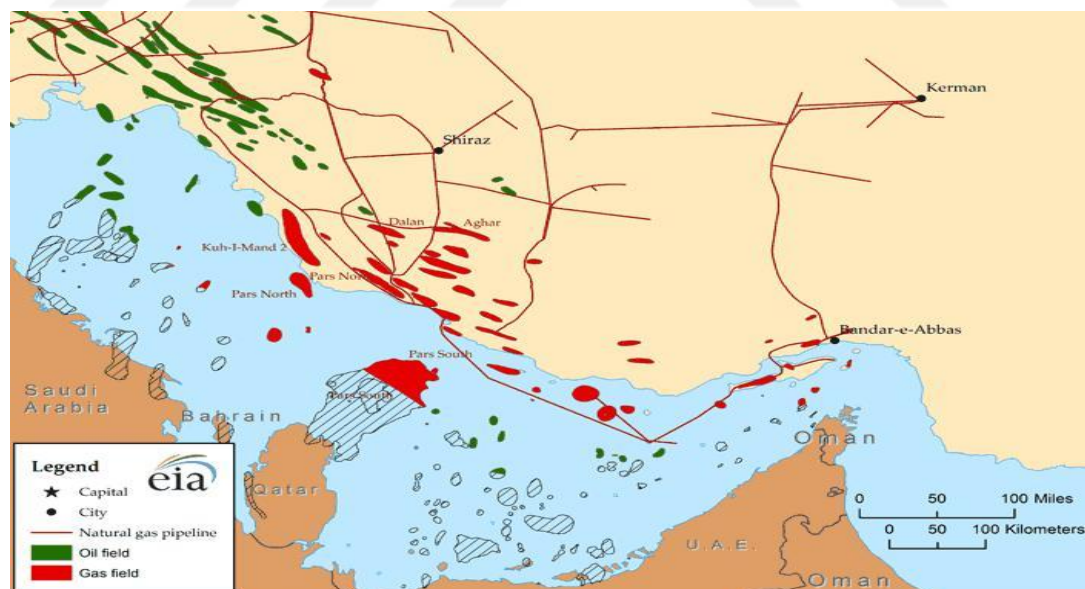 Kerman
Shiraz
Dalan
Aghar
Kuh-I-Mand 2
Pars North
Pars North
Bandar-e-Abbas
Pars South
Pars South
Saudi
Arabia
Bahrain
Qatar
Oman
U.A.E.
Oman
0 50 100 Miles
0 50 100 Kilometers
Legend
eia
Capital
City
Natural gas pipeline
Oil field
Gas field